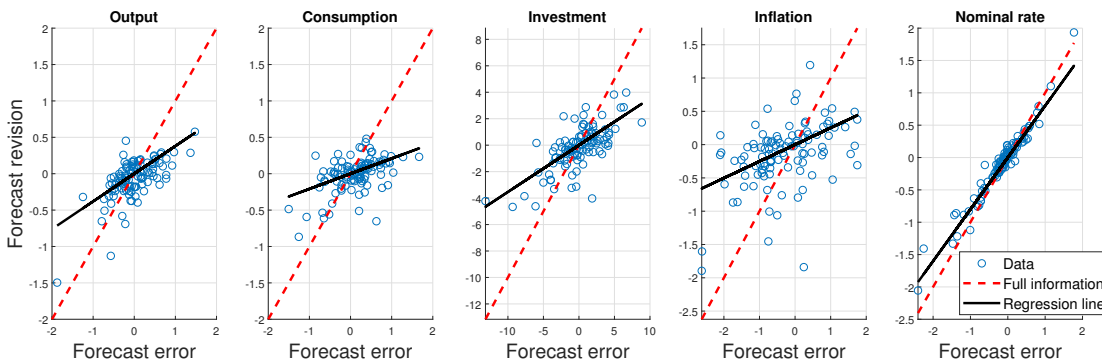 Output
Consumption
Investment
Inflation
Nominal rate
Forecast revision
2
1.5
1
0.5
0
-0.5
-1
-1.5
-2
-2 -1 0 1 2
Forecast error
2
1.5
1
0.5
0
-0.5
-1
-1.5
-2
-2 -1 0 1 2
Forecast error
8
6
4
2
0
-2
-4
-6
-8
-10
-12
-10 -5 0 5 10
Forecast error
1.5
1
0.5
0
-0.5
-1
-1.5
-2
-2.5
-2 -1 0 1
Forecast error
2
1.5
1
0.5
0
-0.5
-1
-1.5
-2
-2.5
-2 -1 0 1 2
Forecast error
Data
Full information
Regression line